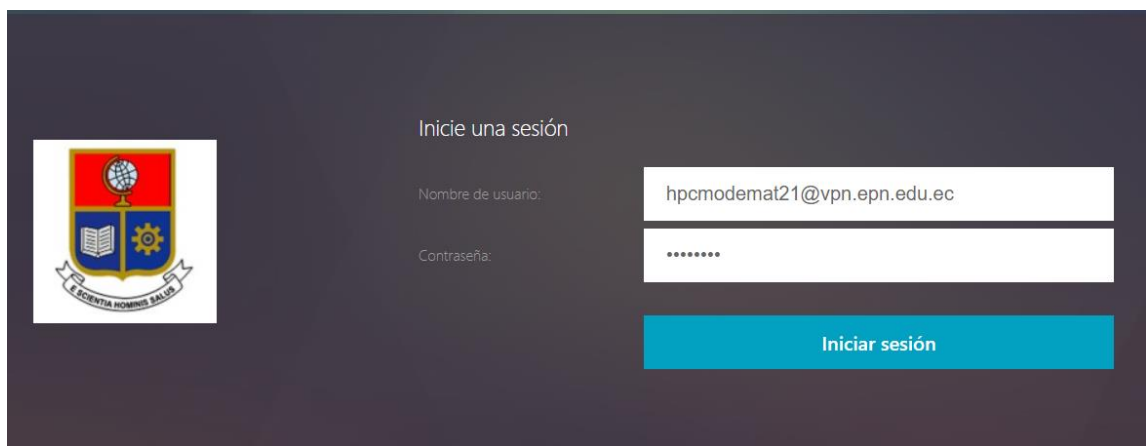 Inicie una sesión
Nombre de usuario:
hpcmodemat21@vpn.epn.edu.ec
Contraseña:
••••••••
Iniciar sesión
E SCIENTIA HOMINIS SALUS